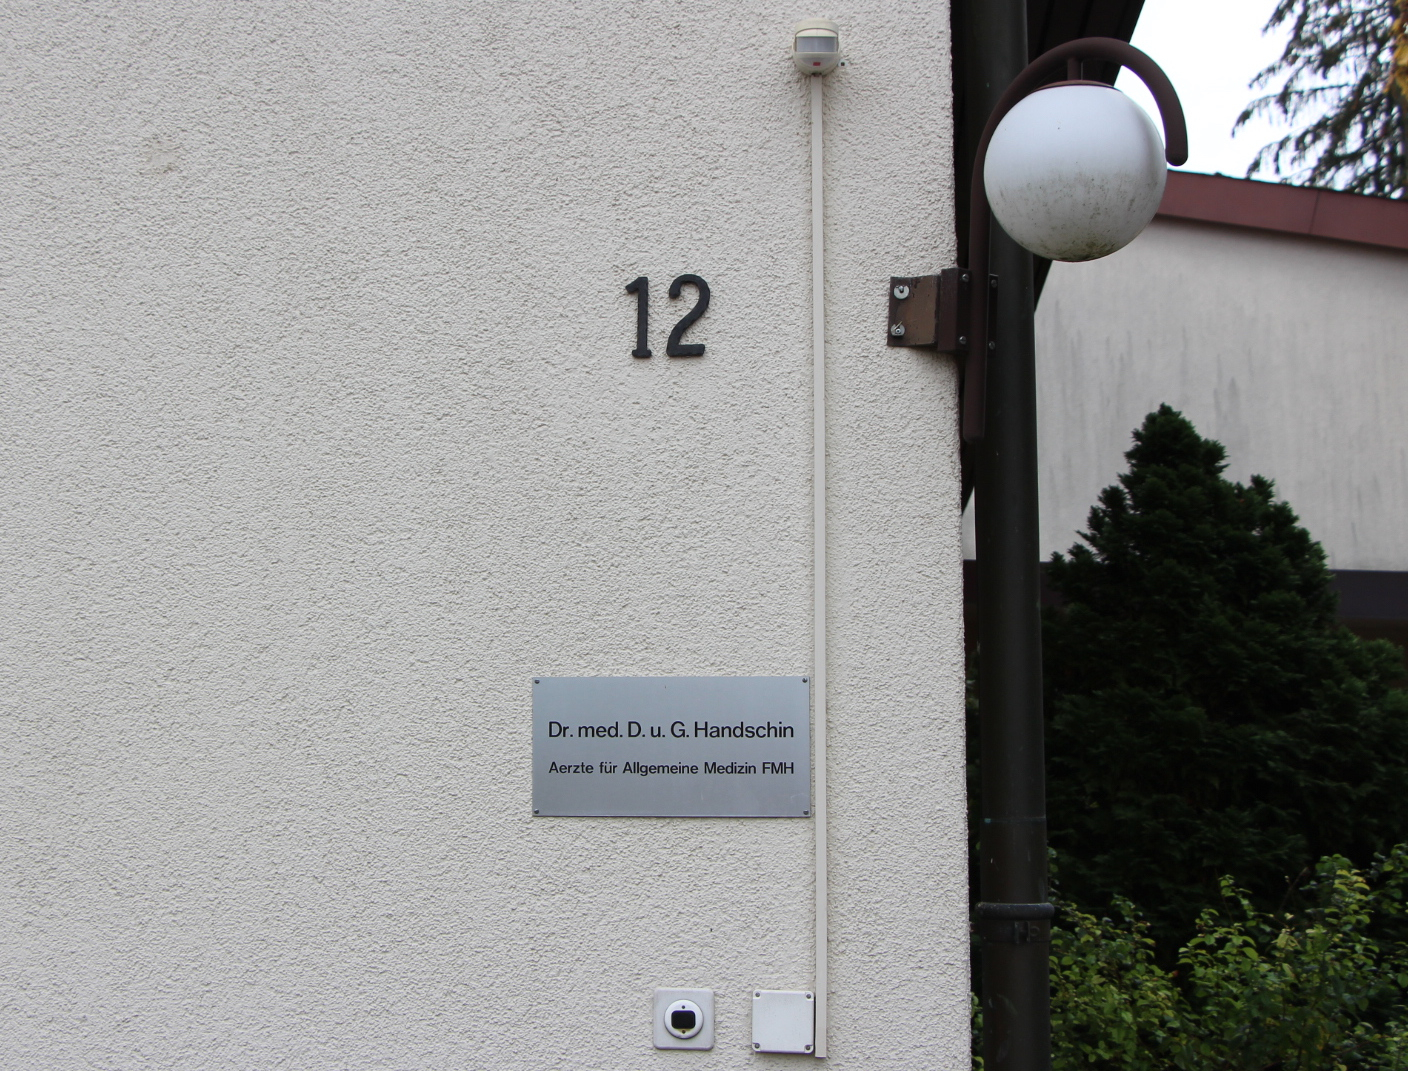 12
Dr. med. D. u. G. Handschin
Aerzte für Allgemeine Medizin FMH